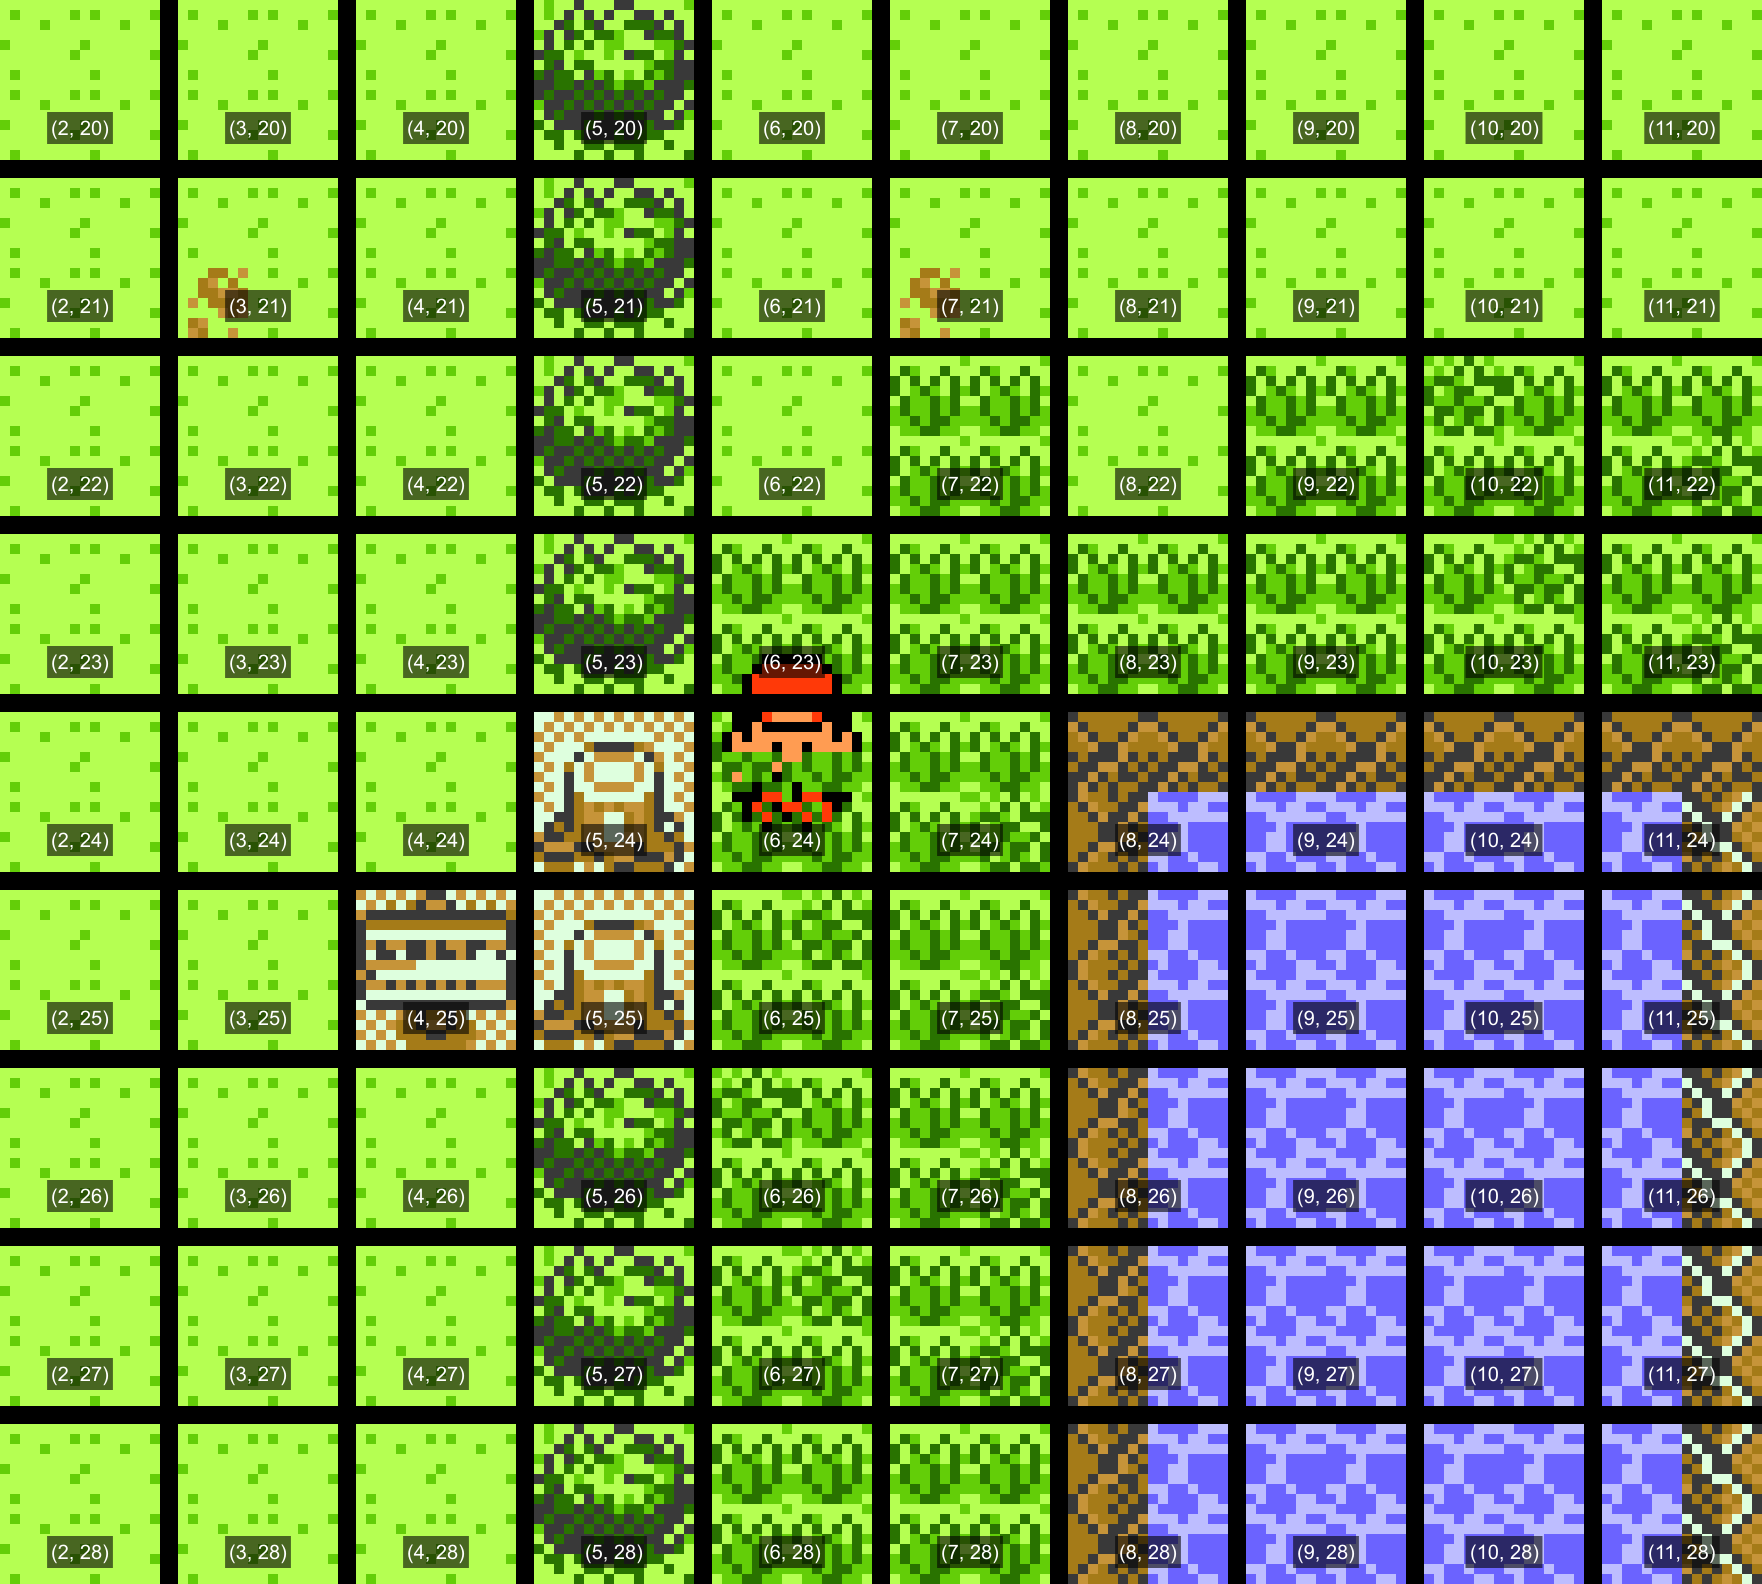 (2, 20) (3, 20) (4, 20) (5, 20) (6, 20) (7, 20) (8, 20) (9, 20) (10, 20) (11, 20)
(2, 21) (3, 21) (4, 21) (5, 21) (6, 21) (7, 21) (8, 21) (9, 21) (10, 21) (11, 21)
(2, 22) (3, 22) (4, 22) (5, 22) (6, 22) (7, 22) (8, 22) (9, 22) (10, 22) (11, 22)
(2, 23) (3, 23) (4, 23) (5, 23) (6, 23) (7, 23) (8, 23) (9, 23) (10, 23) (11, 23)
(2, 24) (3, 24) (4, 24) (5, 24) (6, 24) (7, 24) (8, 24) (9, 24) (10, 24) (11, 24)
(2, 25) (3, 25) (4, 25) (5, 25) (6, 25) (7, 25) (8, 25) (9, 25) (10, 25) (11, 25)
(2, 26) (3, 26) (4, 26) (5, 26) (6, 26) (7, 26) (8, 26) (9, 26) (10, 26) (11, 26)
(2, 27) (3, 27) (4, 27) (5, 27) (6, 27) (7, 27) (8, 27) (9, 27) (10, 27) (11, 27)
(2, 28) (3, 28) (4, 28) (5, 28) (6, 28) (7, 28) (8, 28) (9, 28) (10, 28) (11, 28)